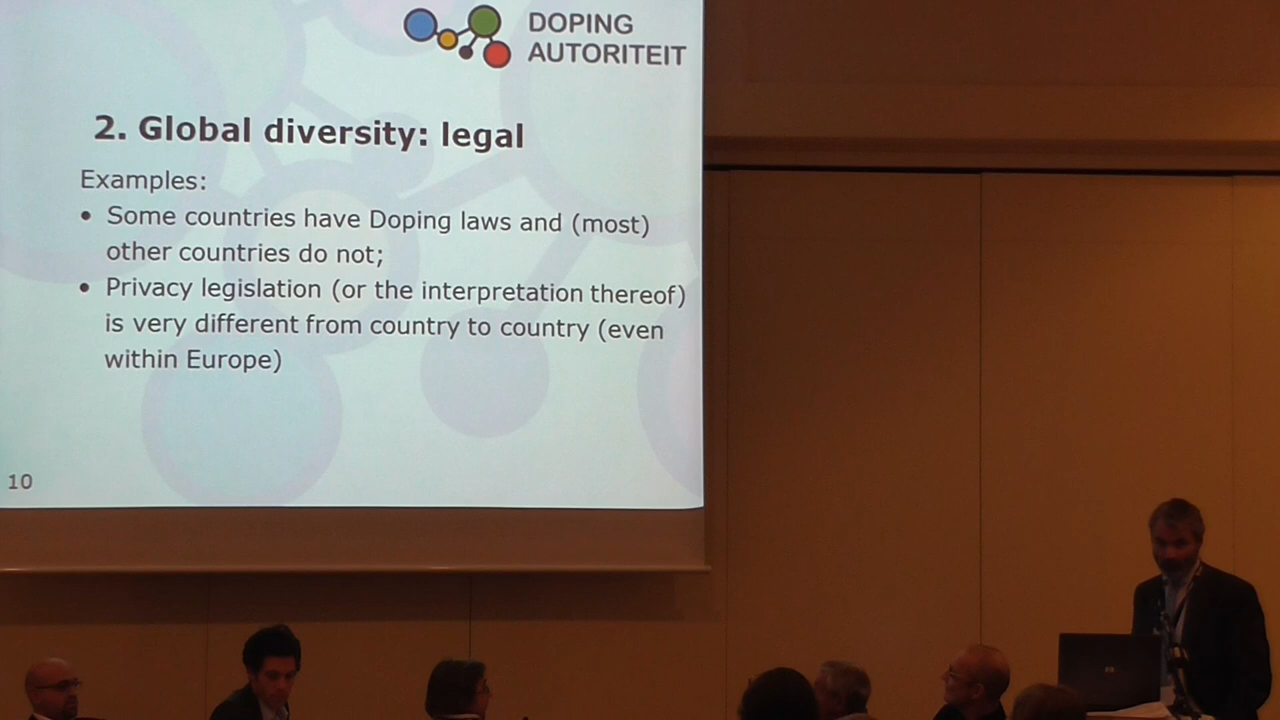 DOPING
AUTORITEIT
2. Global diversity: legal
Examples:
• Some countries have Doping laws and (most)
other countries do not;
• Privacy legislation (or the interpretation thereof)
is very different from country to country (even
within Europe)
10
hp